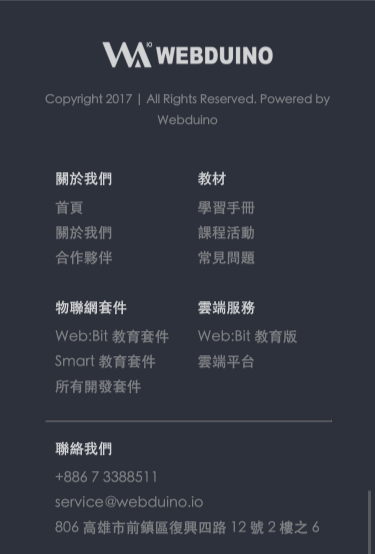 WEBDUINO
Copyright 2017 | All Rights Reserved. Powered by
Webduino
關於我們
首頁
關於我們
合作夥伴
教材
學習手冊
課程活動
常見問題
物聯網套件
Web:Bit 教育套件
Smart 教育套件
所有開發套件
雲端服務
Web:Bit 教育版
雲端平台
聯絡我們
+886 7 3388511
service@webduino.io
806 高雄市前鎮區復興四路 12 號 2 樓之 6